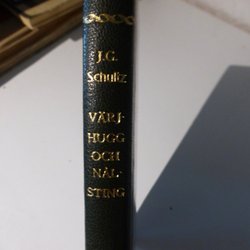 J.G.
Schultz
VÄRJ-
HUGG
OCH
NÅL-
STING